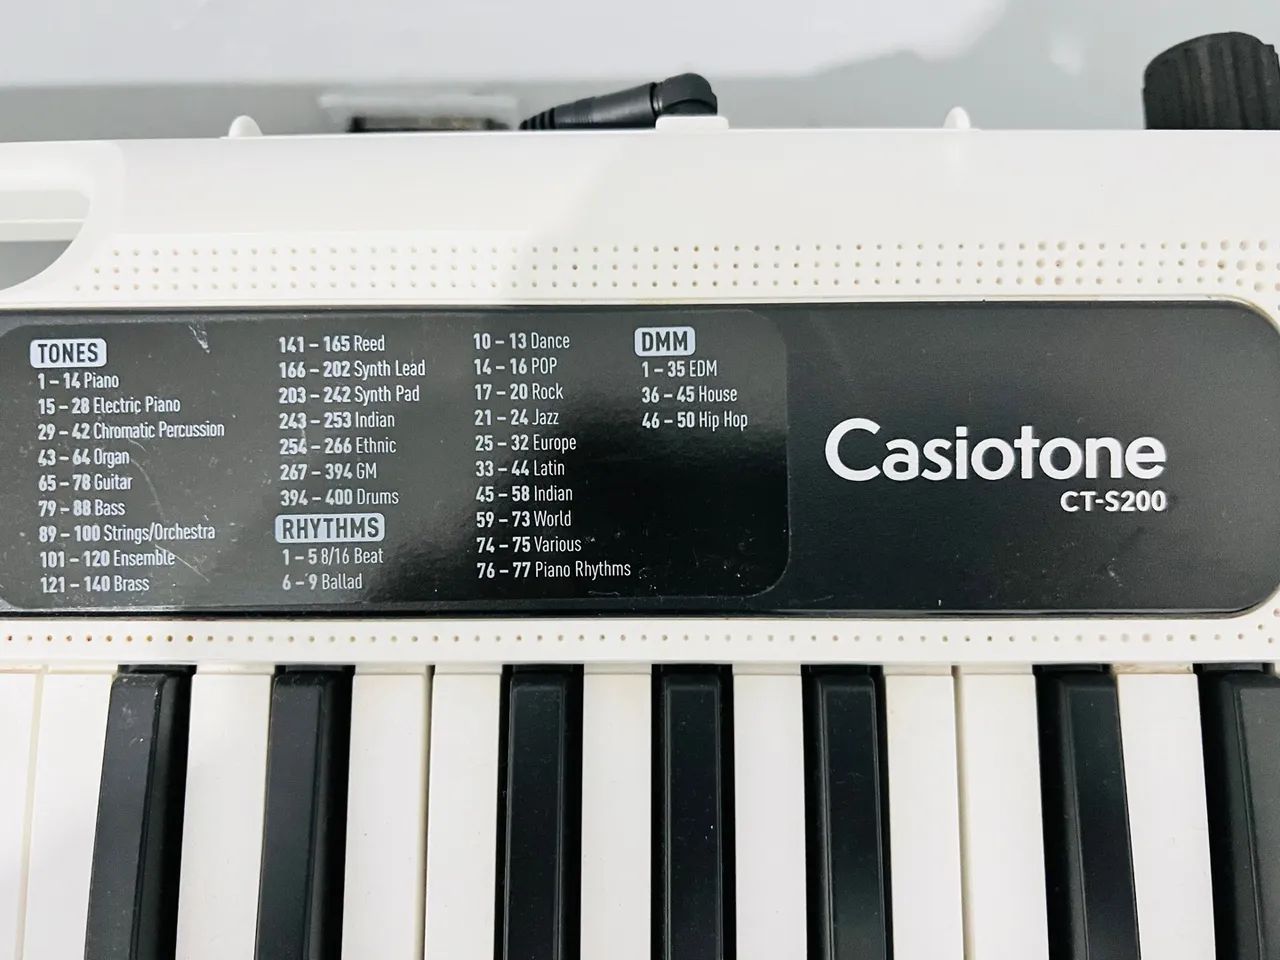 TONES
1 – 14 Piano
15 – 28 Electric Piano
29 – 42 Chromatic Percussion
43 – 64 Organ
65 – 78 Guitar
79 – 88 Bass
89 – 100 Strings/Orchestra
101 – 120 Ensemble
121 – 140 Brass
141 – 165 Reed
166 – 202 Synth Lead
203 – 242 Synth Pad
243 – 253 Indian
254 – 266 Ethnic
267 – 394 GM
394 – 400 Drums
RHYTHMS
1 – 5 8/16 Beat
6 – 9 Ballad
10 – 13 Dance
14 – 16 POP
17 – 20 Rock
21 – 24 Jazz
25 – 32 Europe
33 – 44 Latin
45 – 58 Indian
59 – 73 World
74 – 75 Various
76 – 77 Piano Rhythms
DMM
1 – 35 EDM
36 – 45 House
46 – 50 Hip Hop
Casiotone
CT-S200